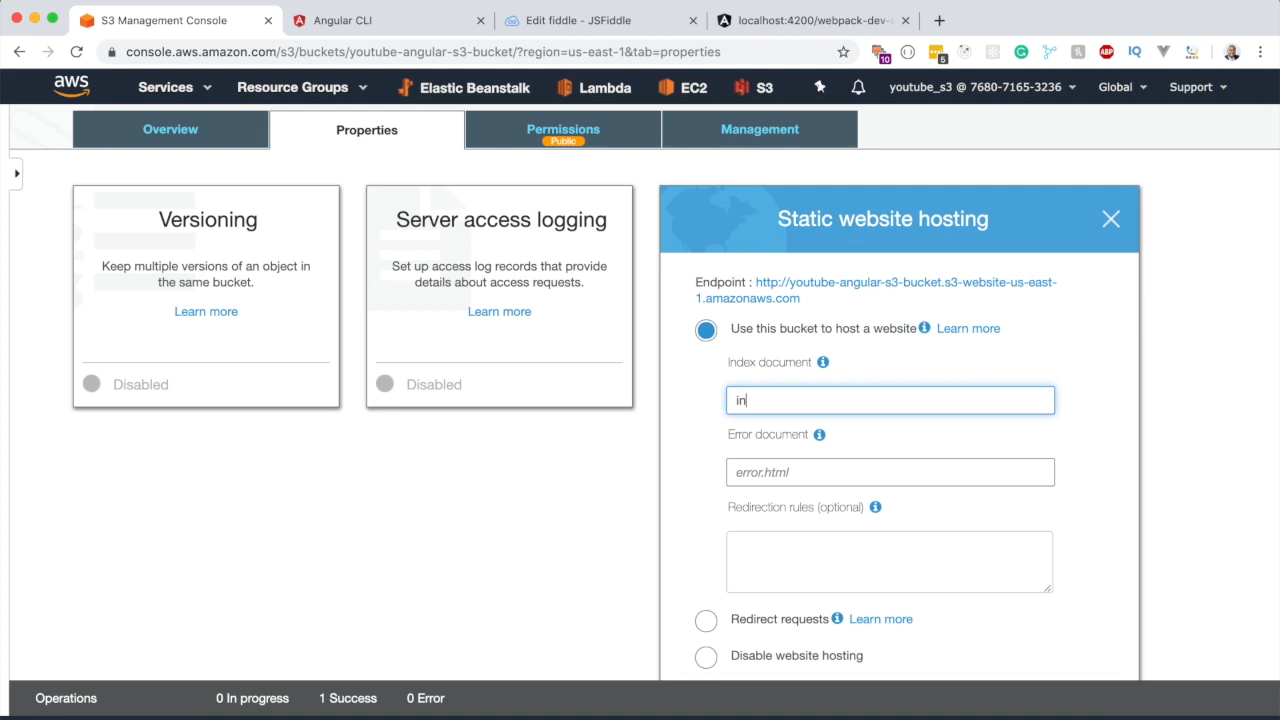 S3 Management Console
Angular CLI
Edit fiddle - JSFiddle
localhost:4200/webpack-dev-s
console.aws.amazon.com/s3/buckets/youtube-angular-s3-bucket/?region=us-east-1&tab=properties
10
5
ABP
IQ
aws
Services
Resource Groups
Elastic Beanstalk
Lambda
EC2
S3
youtube_s3 @ 7680-7165-3236
Global
Support
Overview
Properties
Permissions
Public
Management
Versioning
Keep multiple versions of an object in
the same bucket.
Learn more
Disabled
Server access logging
Set up access log records that provide
details about access requests.
Learn more
Disabled
Static website hosting
Endpoint : http://youtube-angular-s3-bucket.s3-website-us-east-
1.amazonaws.com
Use this bucket to host a website Learn more
Index document
in
Error document
error.html
Redirection rules (optional)
Redirect requests Learn more
Disable website hosting
Operations
0 In progress
1 Success
0 Error